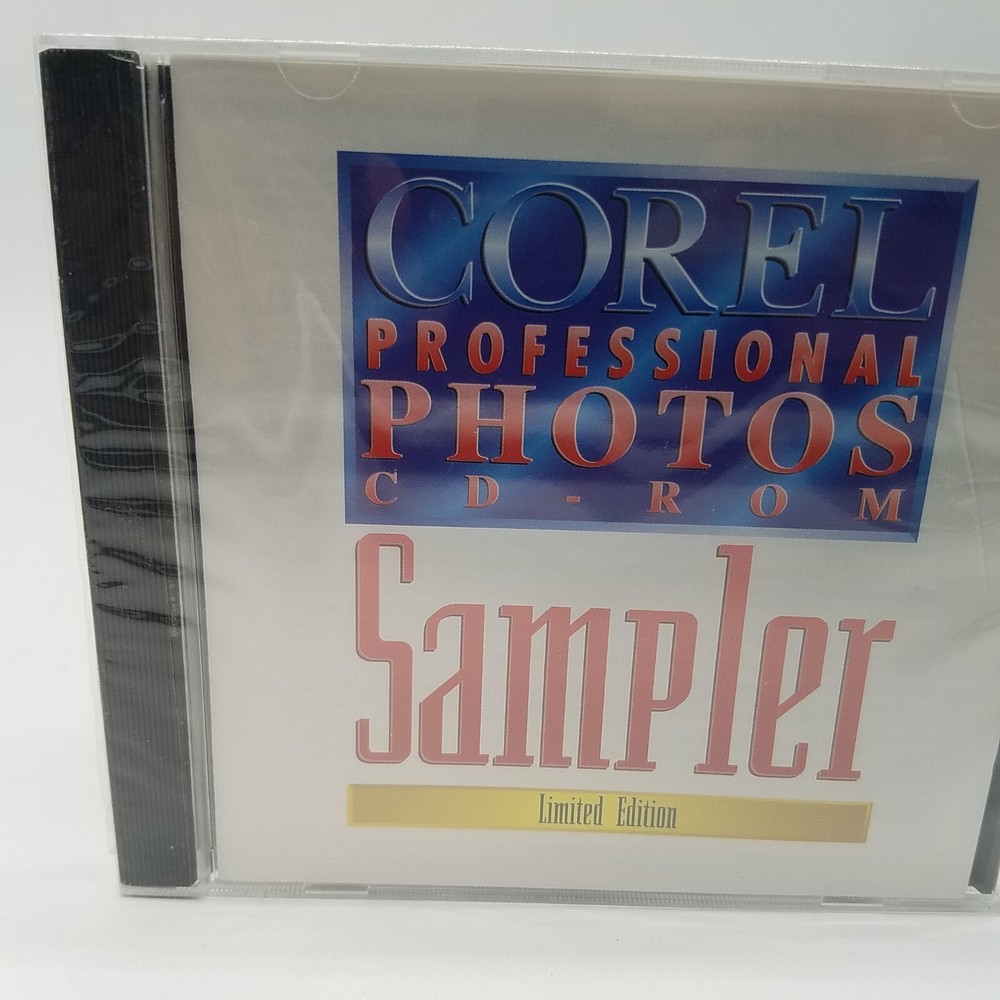 COREL
PROFESSIONAL
PHOTOS
CD-ROM
Sampler
Limited Edition